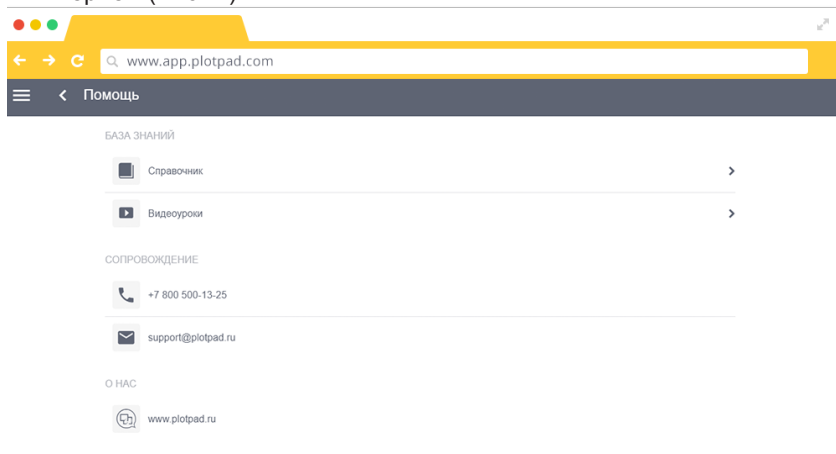 www.app.plotpad.com
Помощь
БАЗА ЗНАНИЙ
Справочник
Видеоуроки
СОПРОВОЖДЕНИЕ
+7 800 500-13-25
support@plotpad.ru
О НАС
www.plotpad.ru